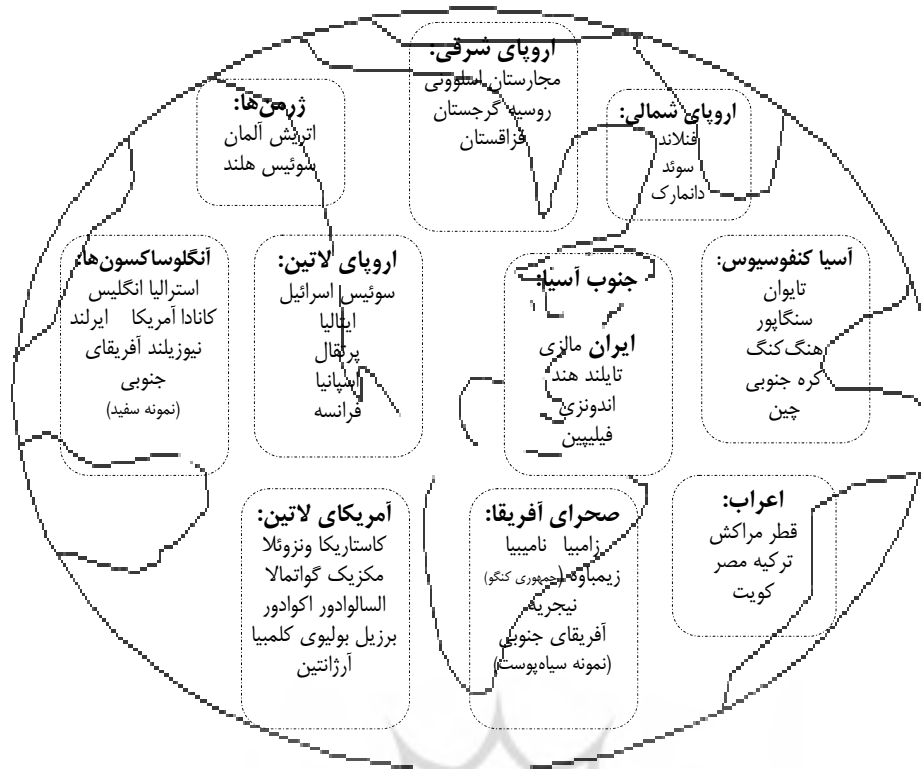 اروپای شرقی:
مجارستان اسلوونی
روسیه گرجستان
قزاقستان
اروپای شمالی:
فنلاند
سوئد
دانمارک
ژرمن‌ها:
اتریش آلمان
سوئیس هلند
آسیا کنفوسیوس:
تایوان
سنگاپور
هنگ کنگ
کره جنوبی
چین
جنوب آسیا:
ایران مالزی
تایلند هند
اندونزی
فیلیپین
اروپای لاتین:
سوئیس اسرائیل
ایتالیا
پرتقال
اسپانیا
فرانسه
آنگلوساکسون‌ها:
استرالیا انگلیس
کانادا آمریکا ایرلند
نیوزیلند آفریقای
جنوبی
(نمونه سفید)
اعراب:
قطر مراکش
ترکیه مصر
کویت
صحرای آفریقا:
زامبیا نامیبیا
زیمباوه (جمهوری کنگو)
نیجریه
آفریقای جنوبی
(نمونه سیاه‌پوست)
آمریکای لاتین:
کاستاریکا ونزوئلا
مکزیک گواتمالا
السالوادور اکوادور
برزیل بولیوی کلمبیا
آرژانتین